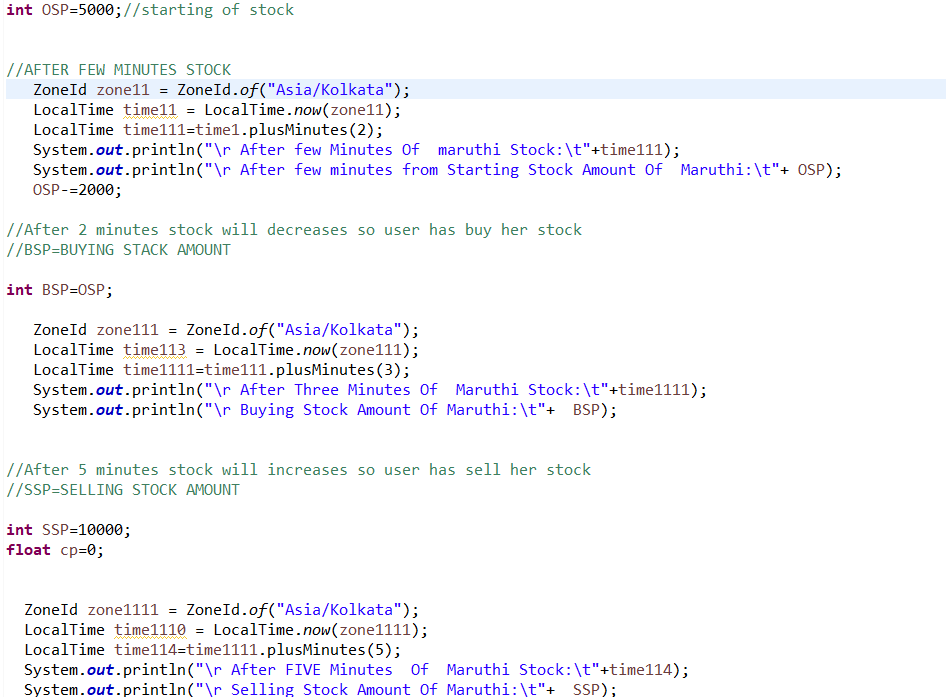 int OSP=5000;//starting of stock
//AFTER FEW MINUTES STOCK
ZoneId zone11 = ZoneId.of("Asia/Kolkata");
LocalTime time11 = LocalTime.now(zone11);
LocalTime time111=time1.plusMinutes(2);
System.out.println("\r After few Minutes Of  maruthi Stock:\t"+time111);
System.out.println("\r After few minutes from Starting Stock Amount Of  Maruthi:\t"+ OSP);
OSP-=2000;
//After 2 minutes stock will decreases so user has buy her stock
//BSP=BUYING STACK AMOUNT
int BSP=OSP;
ZoneId zone111 = ZoneId.of("Asia/Kolkata");
LocalTime time113 = LocalTime.now(zone111);
LocalTime time1111=time111.plusMinutes(3);
System.out.println("\r After Three Minutes Of  Maruthi Stock:\t"+time1111);
System.out.println("\r Buying Stock Amount Of Maruthi:\t"+  BSP);
//After 5 minutes stock will increases so user has sell her stock
//SSP=SELLING STOCK AMOUNT
int SSP=10000;
float cp=0;
ZoneId zone1111 = ZoneId.of("Asia/Kolkata");
LocalTime time1110 = LocalTime.now(zone1111);
LocalTime time114=time1111.plusMinutes(5);
System.out.println("\r After FIVE Minutes  Of  Maruthi Stock:\t"+time114);
System.out.println("\r Selling Stock Amount Of Maruthi:\t"+  SSP);